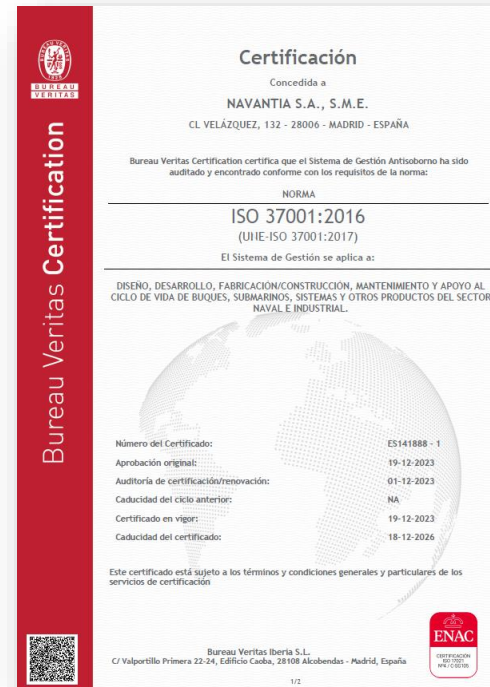 BUREAU
VERITAS
Bureau Veritas Certification
Certificación
Concedida a
NAVANTIA S.A., S.M.E.
CL VELÁZQUEZ, 132 - 28006 - MADRID - ESPAÑA
Bureau Veritas Certification certifica que el Sistema de Gestión Antisoborno ha sido
auditado y encontrado conforme con los requisitos de la norma:
NORMA
ISO 37001:2016
(UNE-ISO 37001:2017)
El Sistema de Gestión se aplica a:
DISEÑO, DESARROLLO, FABRICACIÓN/CONSTRUCCIÓN, MANTENIMIENTO Y APOYO AL
CICLO DE VIDA DE BUQUES, SUBMARINOS, SISTEMAS Y OTROS PRODUCTOS DEL SECTOR
NAVAL E INDUSTRIAL.
Número del Certificado: ES141888 - 1
Aprobación original: 19-12-2023
Auditoría de certificación/renovación: 01-12-2023
Caducidad del ciclo anterior: NA
Certificado en vigor: 19-12-2023
Caducidad del certificado: 18-12-2026
Este certificado está sujeto a los términos y condiciones generales y particulares de los
servicios de certificación
Bureau Veritas Iberia S.L.
C/ Valportillo Primera 22-24, Edificio Caoba, 28108 Alcobendas - Madrid, España
1/2
ENAC
CERTIFICACIÓN